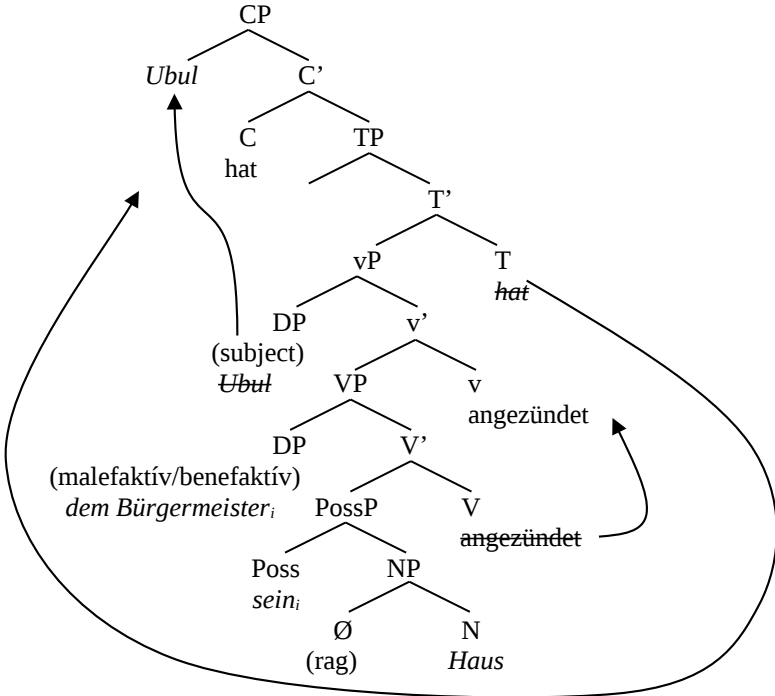 CP
Ubul C’
C TP
hat
T’
vP T
hat
DP v’
(subject)
Ubul VP v
angezündet
DP V’
(malefaktív/benefaktív)
dem Bürgermeisterᵢ PossP V
angezündet
Poss NP
seinᵢ
Ø N
(rag) Haus